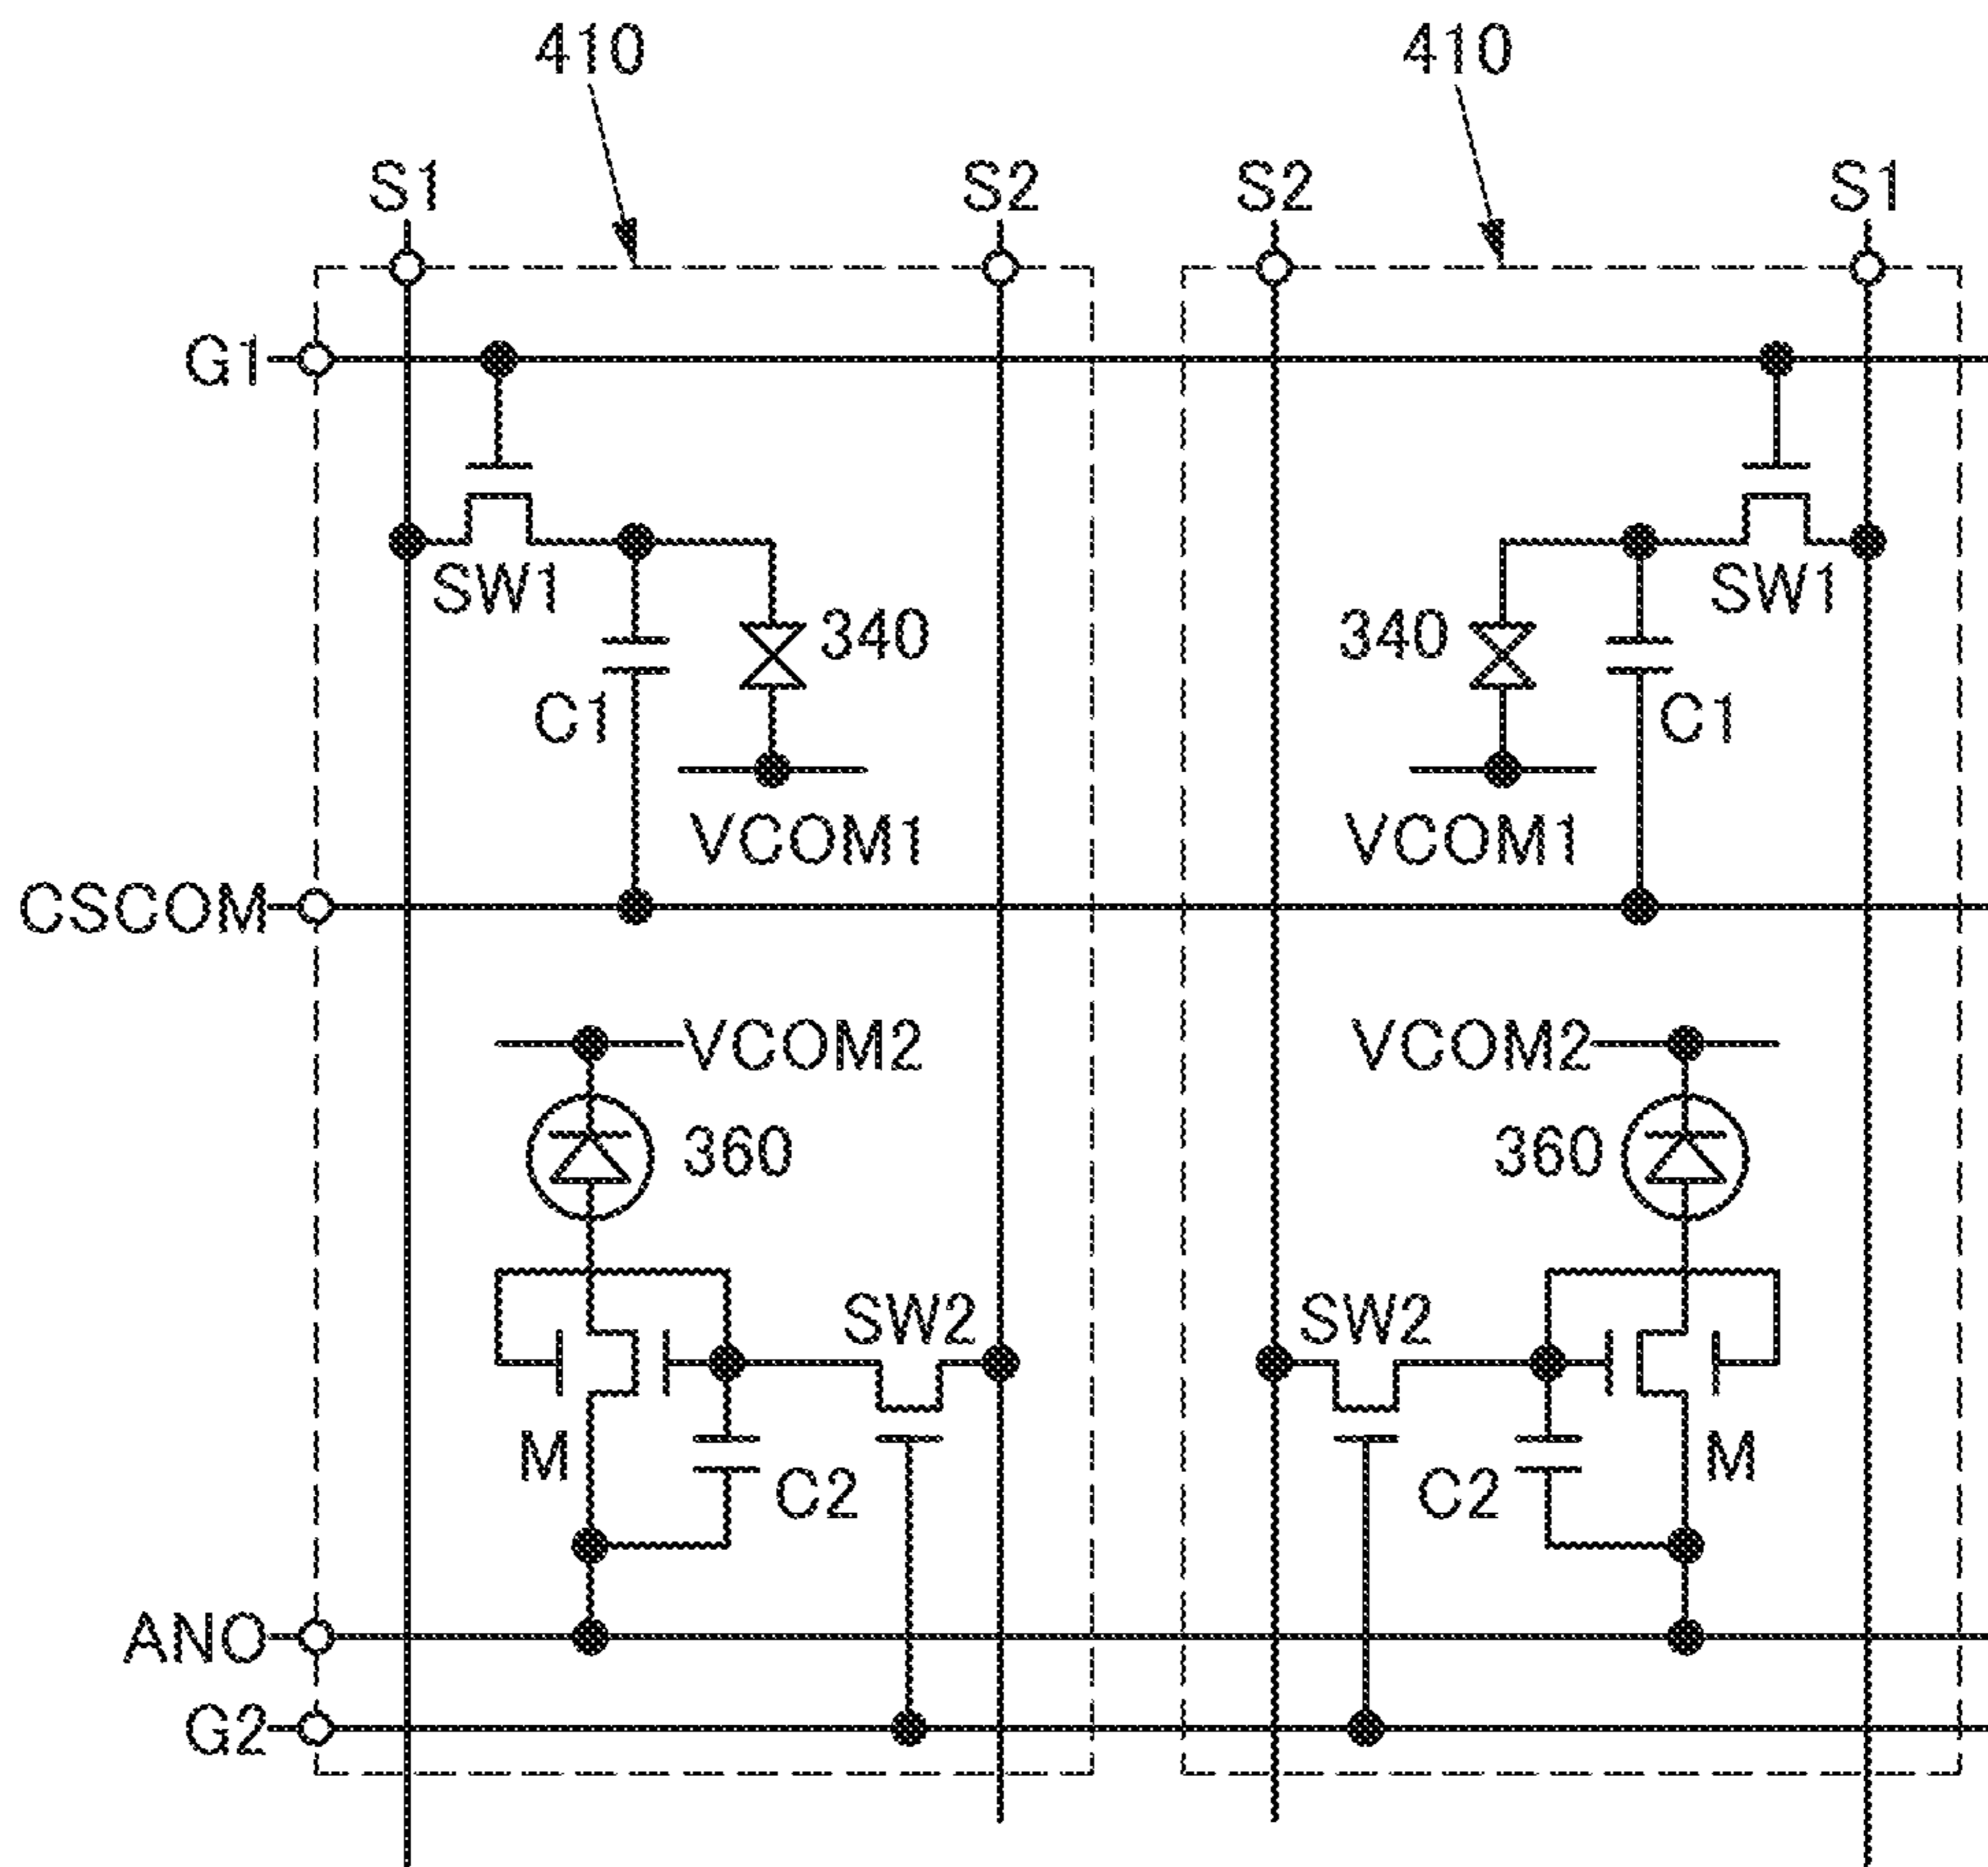 410 410
S1 S2 S2 S1
G1
SW1 SW1
340 340
C1 C1
VCOM1 VCOM1
CSCOM
VCOM2 VCOM2
360 360
SW2 SW2
M M
C2 C2
ANO
G2